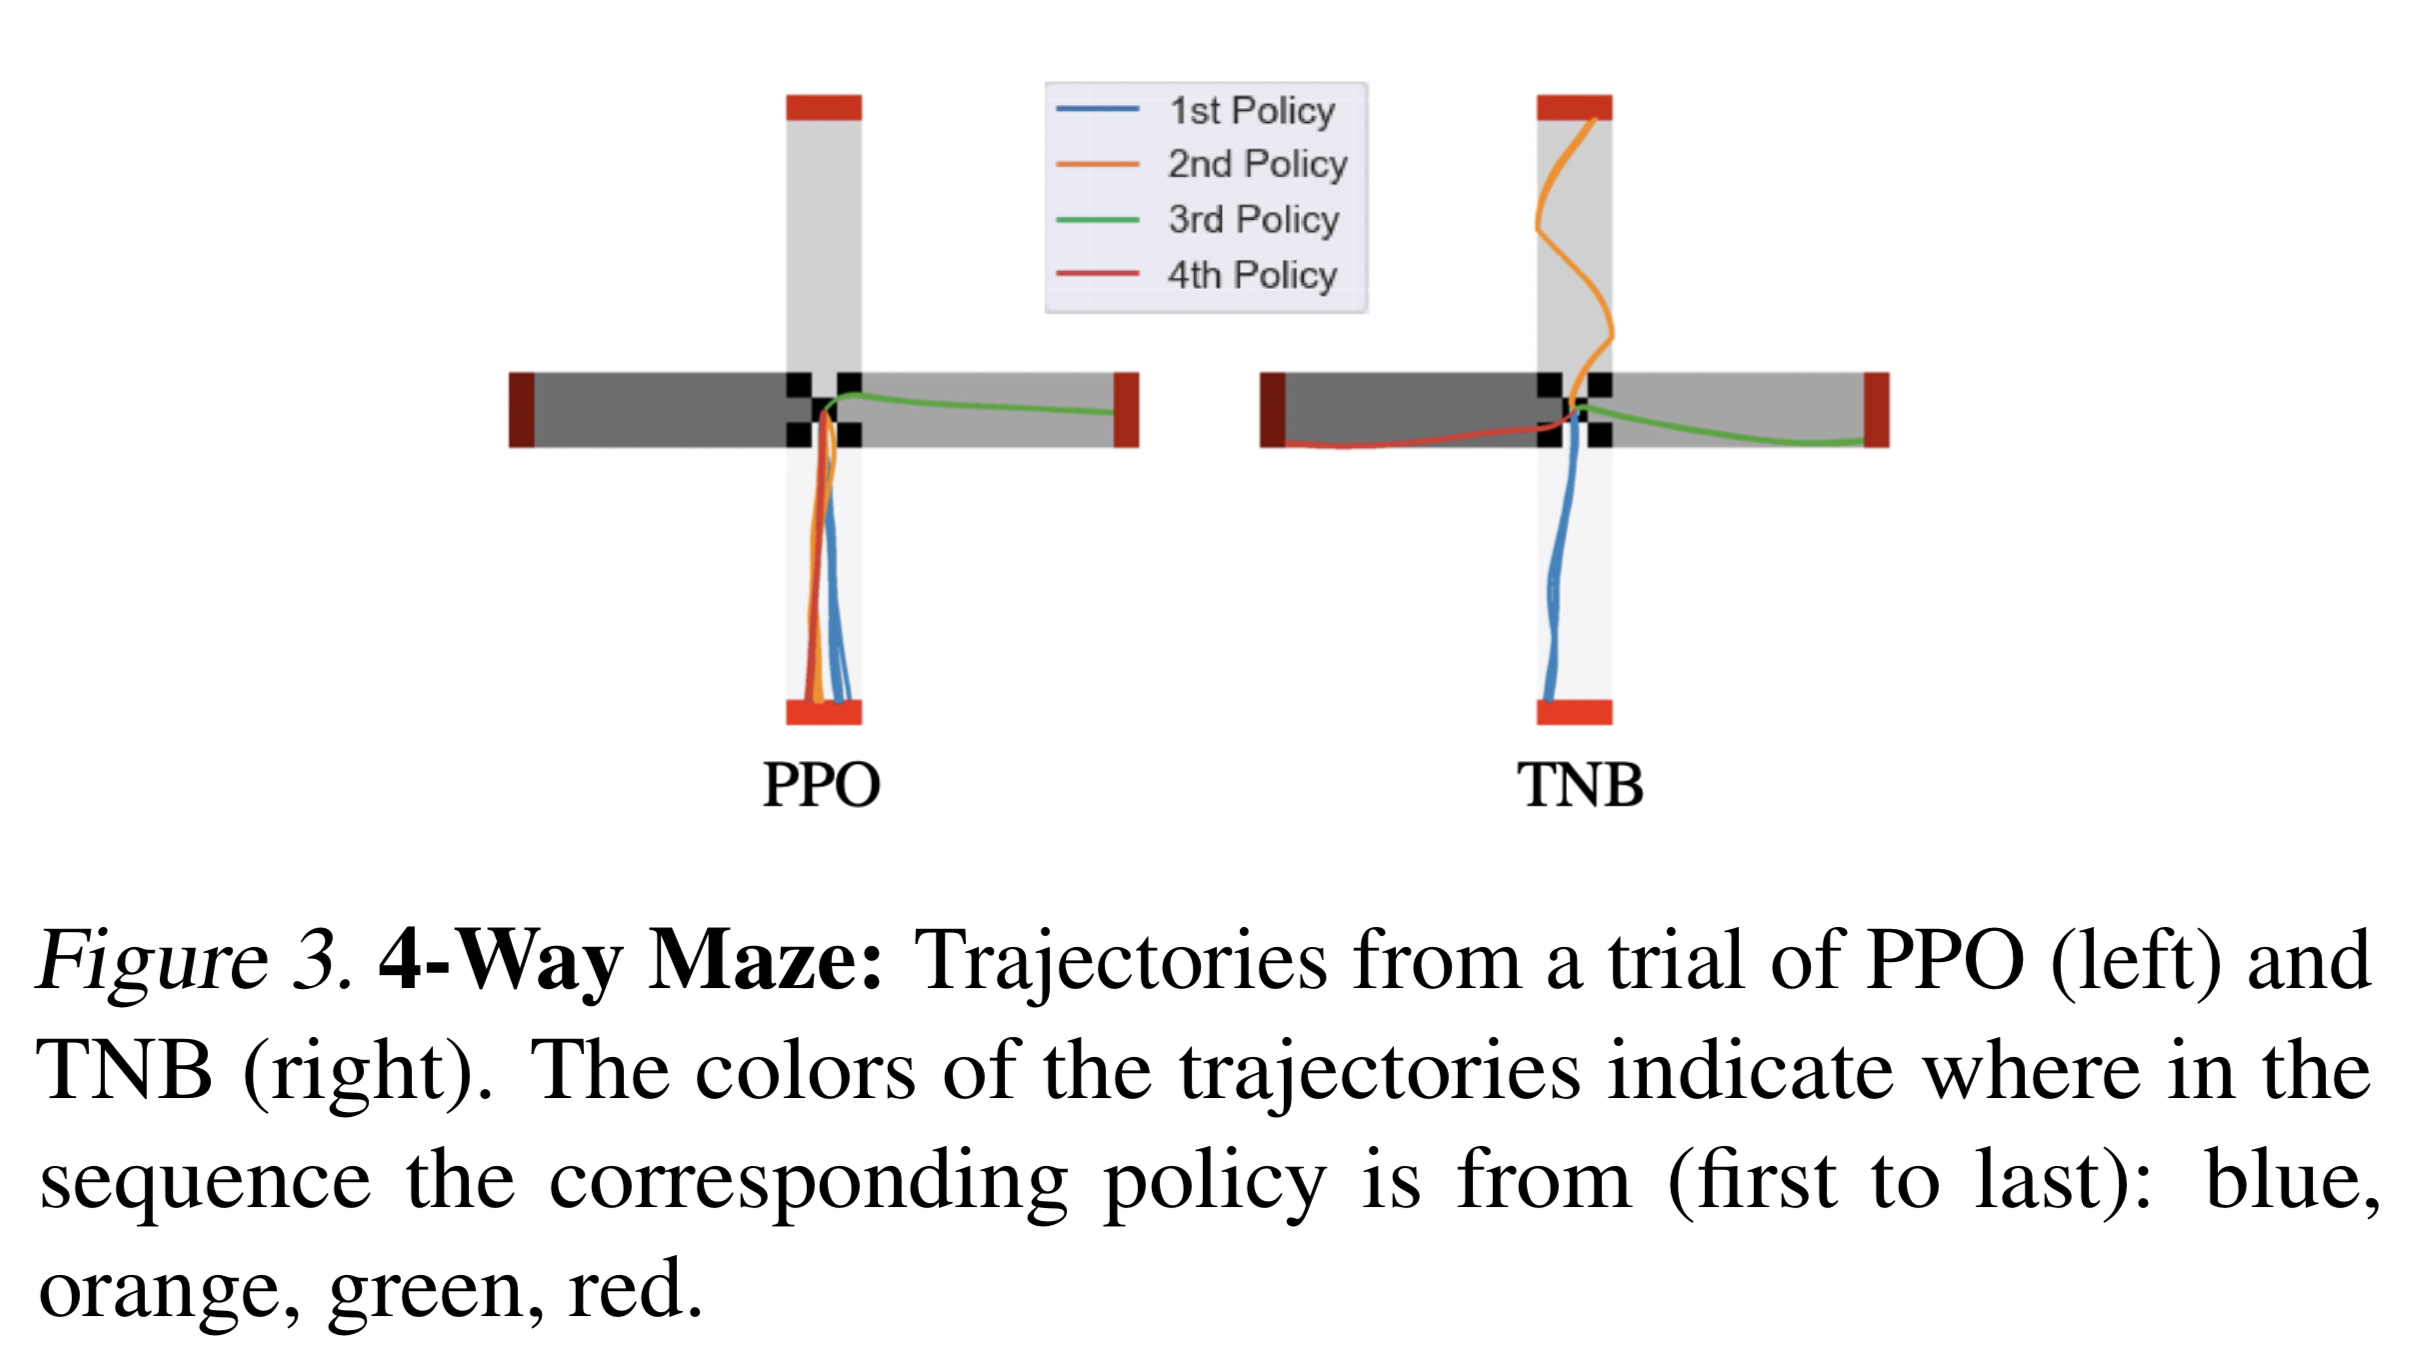 1st Policy
2nd Policy
3rd Policy
4th Policy
PPO
TNB
Figure 3. 4-Way Maze: Trajectories from a trial of PPO (left) and
TNB (right). The colors of the trajectories indicate where in the
sequence the corresponding policy is from (first to last): blue,
orange, green, red.